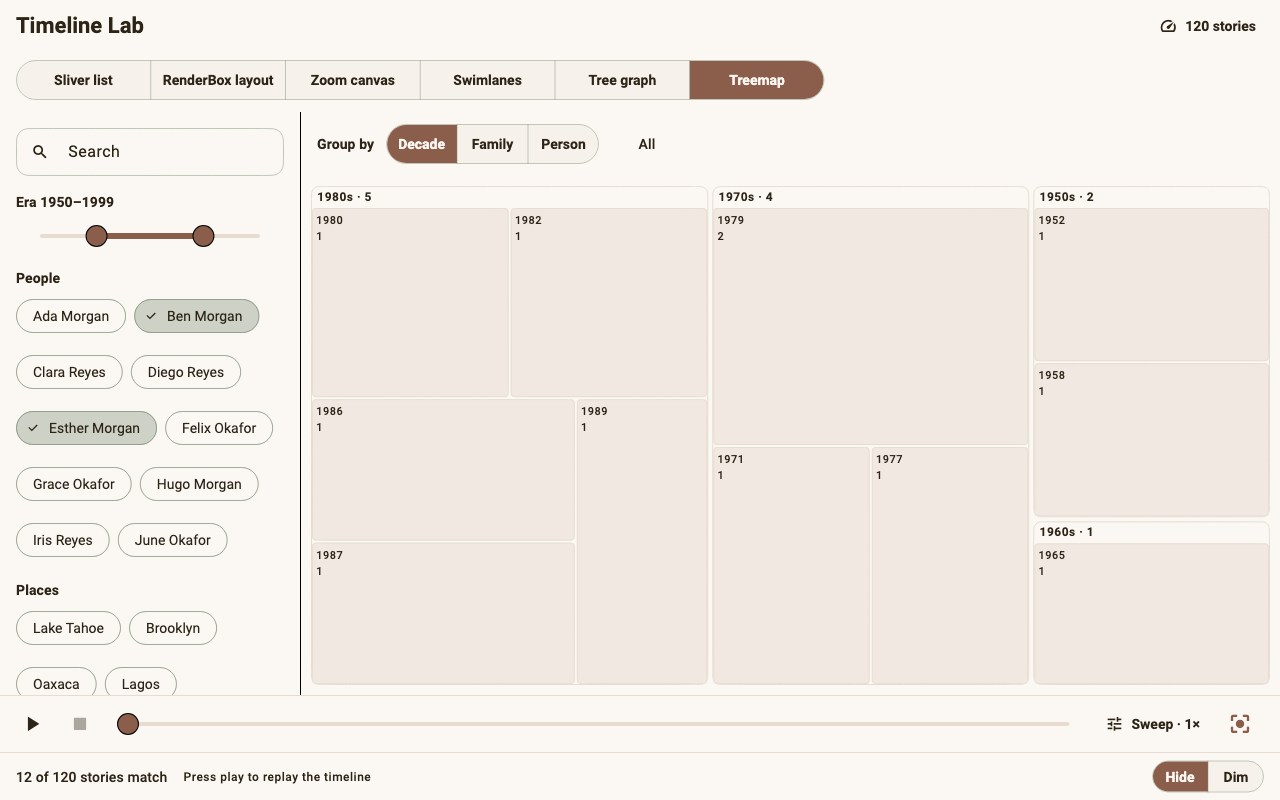 Timeline Lab
120 stories
Sliver list
RenderBox layout
Zoom canvas
Swimlanes
Tree graph
Treemap
Search
Era 1950–1999
People
Ada Morgan
Ben Morgan
Clara Reyes
Diego Reyes
Esther Morgan
Felix Okafor
Grace Okafor
Hugo Morgan
Iris Reyes
June Okafor
Places
Lake Tahoe
Brooklyn
Oaxaca
Lagos
Group by
Decade
Family
Person
All
1980s · 5
1980
1
1982
1
1986
1
1989
1
1987
1
1970s · 4
1979
2
1971
1
1977
1
1950s · 2
1952
1
1958
1
1960s · 1
1965
1
Sweep · 1×
12 of 120 stories match
Press play to replay the timeline
Hide
Dim